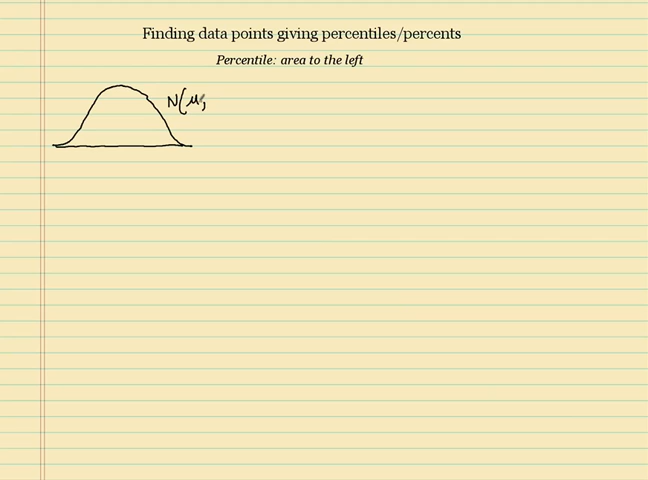 Finding data points giving percentiles/percents
Percentile: area to the left
N(μ,